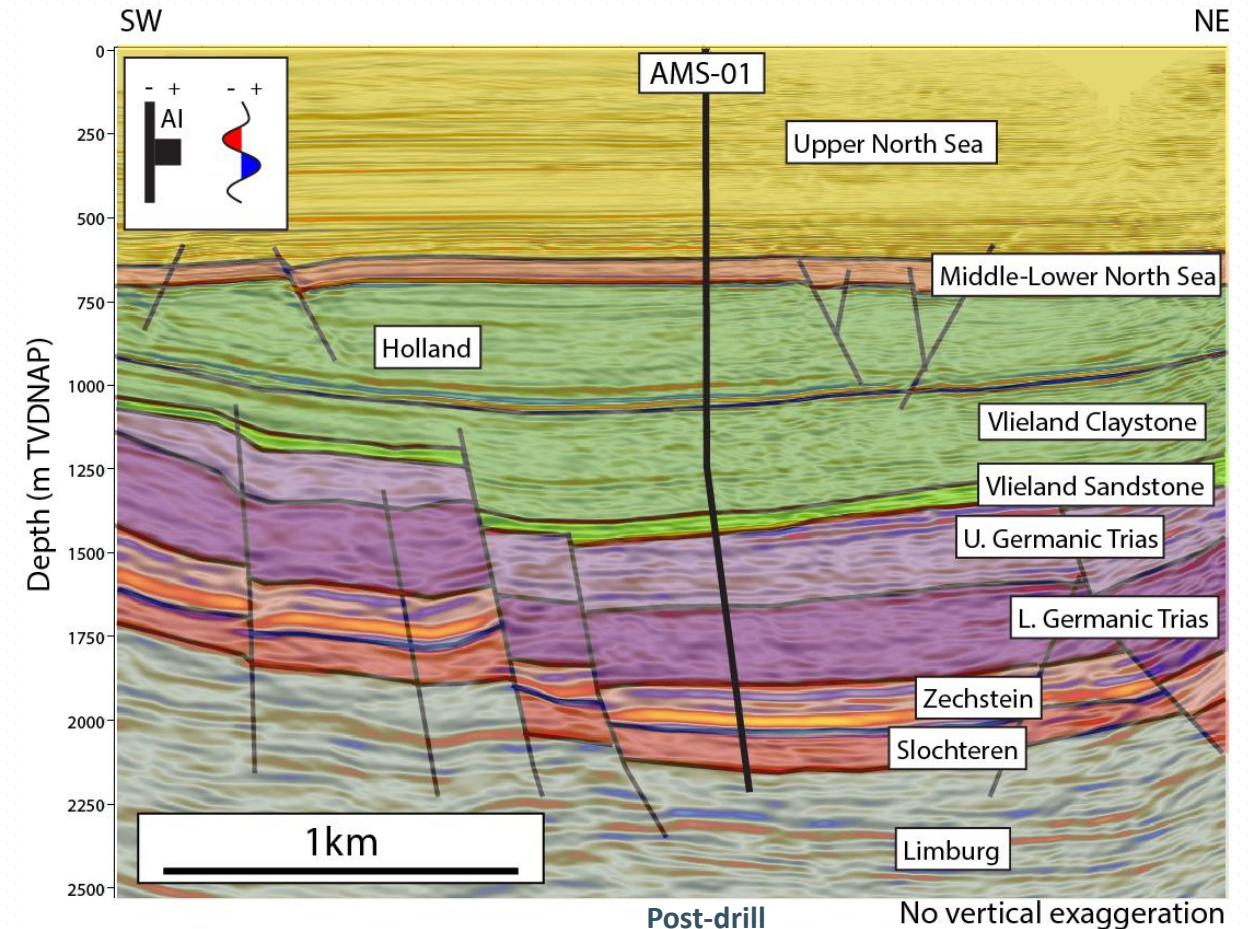 SW
NE
0
250
500
750
1000
1250
1500
1750
2000
2250
2500
Depth (m TVDNAP)
- +
- +
AI
AMS-01
Upper North Sea
Middle-Lower North Sea
Holland
Vlieland Claystone
Vlieland Sandstone
U. Germanic Trias
L. Germanic Trias
Zechstein
Slochteren
Limburg
1km
Post-drill
No vertical exaggeration